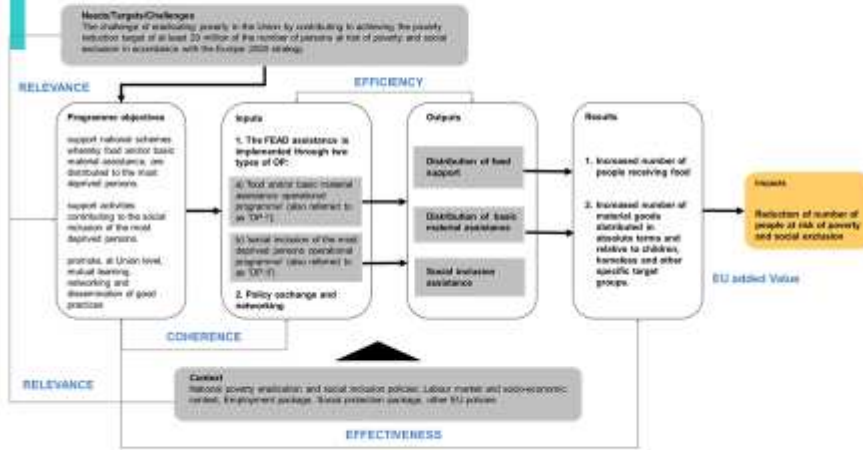 Needs/Targets/Challenges
The challenge of eradicating poverty in the Union by contributing to achieving the poverty
reduction target of at least 20 million of the number of persons at risk of poverty and social
exclusion in accordance with the Europe 2020 strategy.
RELEVANCE
EFFICIENCY
Programme objectives
support national schemes
whereby food and/or basic
material assistance, are
distributed to the most
deprived persons.
support activities
contributing to the social
inclusion of the most
deprived persons.
promote, at Union level,
mutual learning,
networking and
dissemination of good
practices
Inputs
1. The FEAD assistance is
implemented through two
types of OP:
a) 'food and/or basic material
assistance operational
programme' (also referred to
as 'OP I')
b) 'social inclusion of the most
deprived persons operational
programme' (also referred to
as 'OP II')
2. Policy exchange and
networking
Outputs
Distribution of food
support
Distribution of basic
material assistance
Social inclusion
assistance
Results
1. Increased number of
people receiving food
2. Increased number of
material goods
distributed in
absolute terms and
relative to children,
homeless and other
specific target
groups.
Impacts
Reduction of number of
people at risk of poverty
and social exclusion
EU added Value
COHERENCE
RELEVANCE
Context
National poverty eradication and social inclusion policies, Labour market and socio-economic
context, Employment package, Social protection package, other EU policies
EFFECTIVENESS